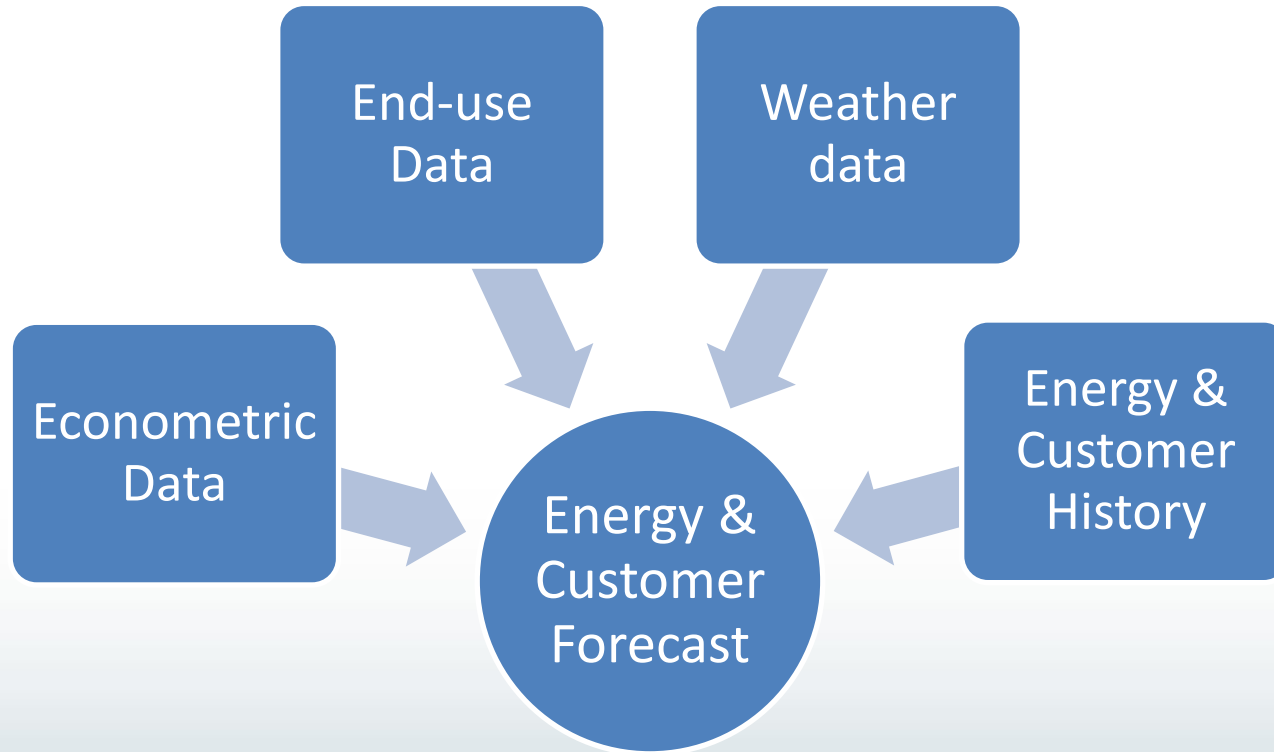 End-use
Data
Weather
data
Econometric
Data
Energy &
Customer
History
Energy &
Customer
Forecast